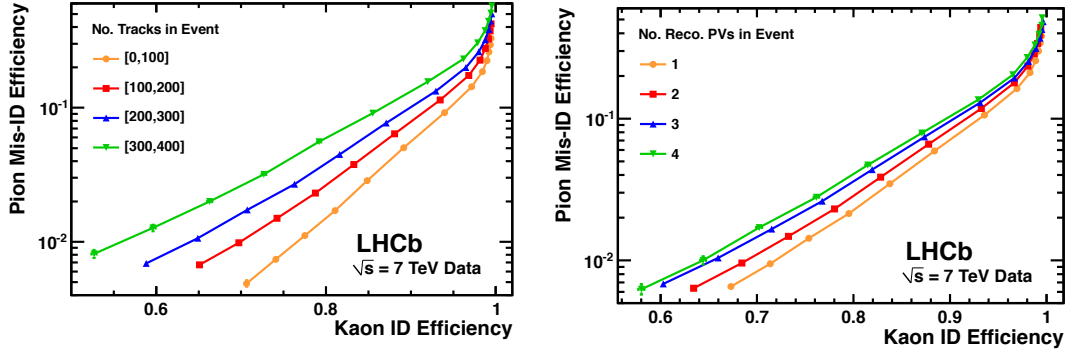 Pion Mis-ID Efficiency
No. Tracks in Event
[0,100]
[100,200]
[200,300]
[300,400]
10⁻¹
10⁻²
LHCb
√s = 7 TeV Data
0.6
0.8
1
Kaon ID Efficiency
Pion Mis-ID Efficiency
No. Reco. PVs in Event
1
2
3
4
10⁻¹
10⁻²
LHCb
√s = 7 TeV Data
0.6
0.7
0.8
0.9
1
Kaon ID Efficiency